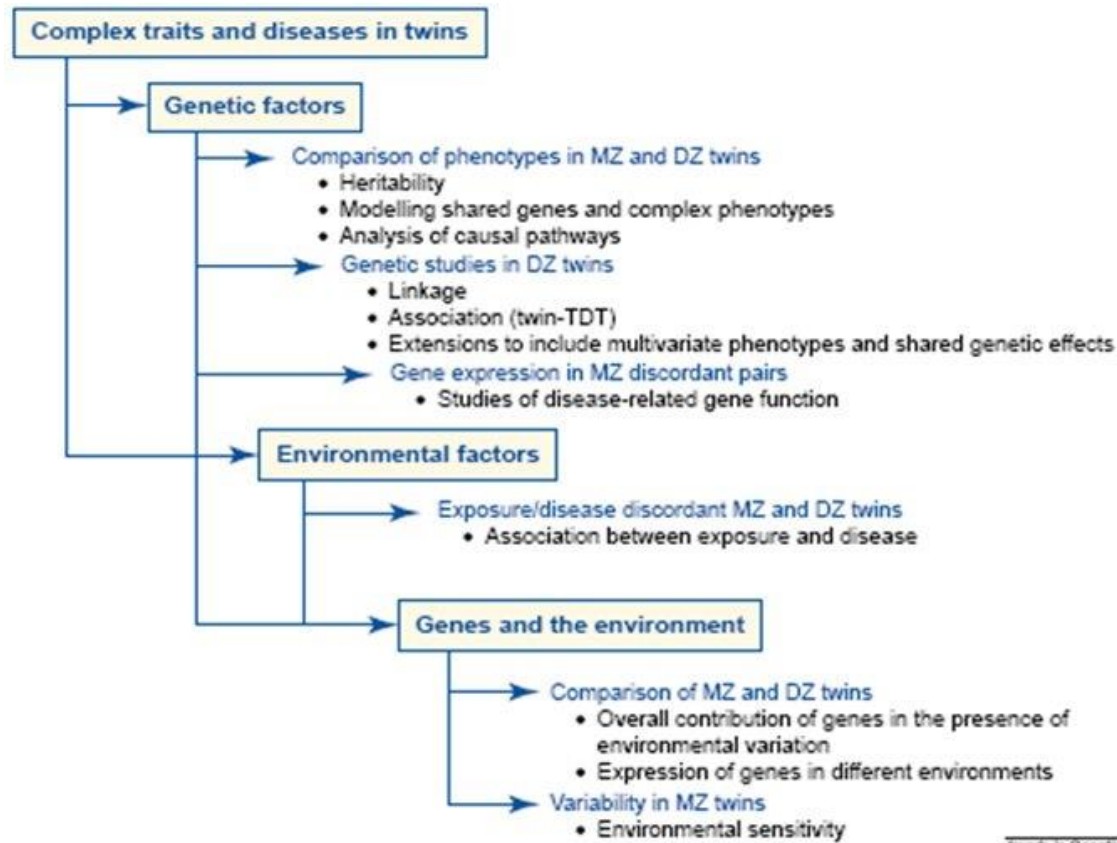 Complex traits and diseases in twins
Genetic factors
Comparison of phenotypes in MZ and DZ twins
• Heritability
• Modelling shared genes and complex phenotypes
• Analysis of causal pathways
Genetic studies in DZ twins
• Linkage
• Association (twin-TDT)
• Extensions to include multivariate phenotypes and shared genetic effects
Gene expression in MZ discordant pairs
• Studies of disease-related gene function
Environmental factors
Exposure/disease discordant MZ and DZ twins
• Association between exposure and disease
Genes and the environment
Comparison of MZ and DZ twins
• Overall contribution of genes in the presence of
environmental variation
• Expression of genes in different environments
Variability in MZ twins
• Environmental sensitivity